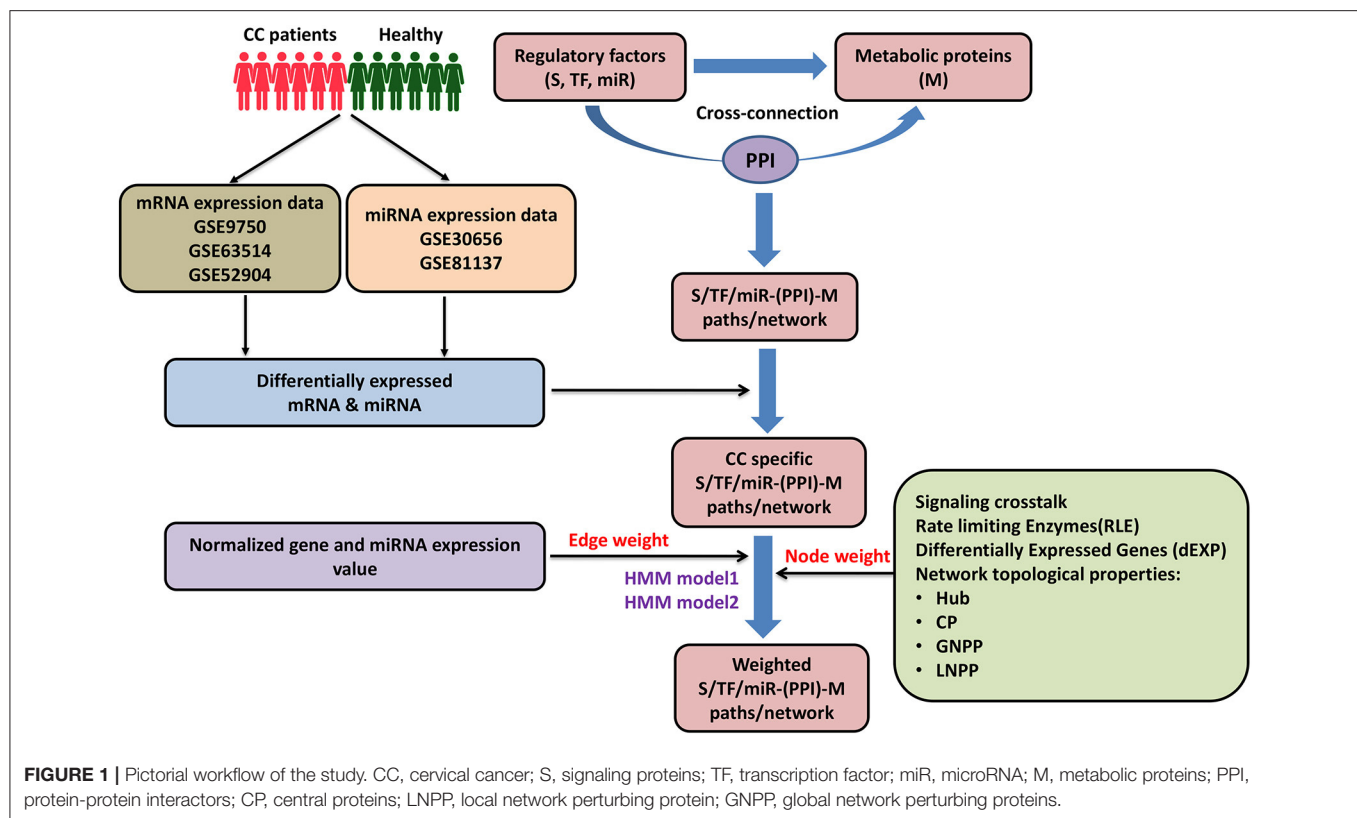 CC patients
Healthy
Regulatory factors
(S, TF, miR)
Metabolic proteins
(M)
Cross-connection
PPI
mRNA expression data
GSE9750
GSE63514
GSE52904
miRNA expression data
GSE30656
GSE81137
S/TF/miR-(PPI)-M
paths/network
Differentially expressed
mRNA & miRNA
CC specific
S/TF/miR-(PPI)-M
paths/network
Normalized gene and miRNA expression
value
Edge weight
HMM model1
HMM model2
Node weight
Signaling crosstalk
Rate limiting Enzymes(RLE)
Differentially Expressed Genes (dEXP)
Network topological properties:
• Hub
• CP
• GNPP
• LNPP
Weighted
S/TF/miR-(PPI)-M
paths/network
FIGURE 1 | Pictorial workflow of the study. CC, cervical cancer; S, signaling proteins; TF, transcription factor; miR, microRNA; M, metabolic proteins; PPI,
protein-protein interactors; CP, central proteins; LNPP, local network perturbing protein; GNPP, global network perturbing proteins.